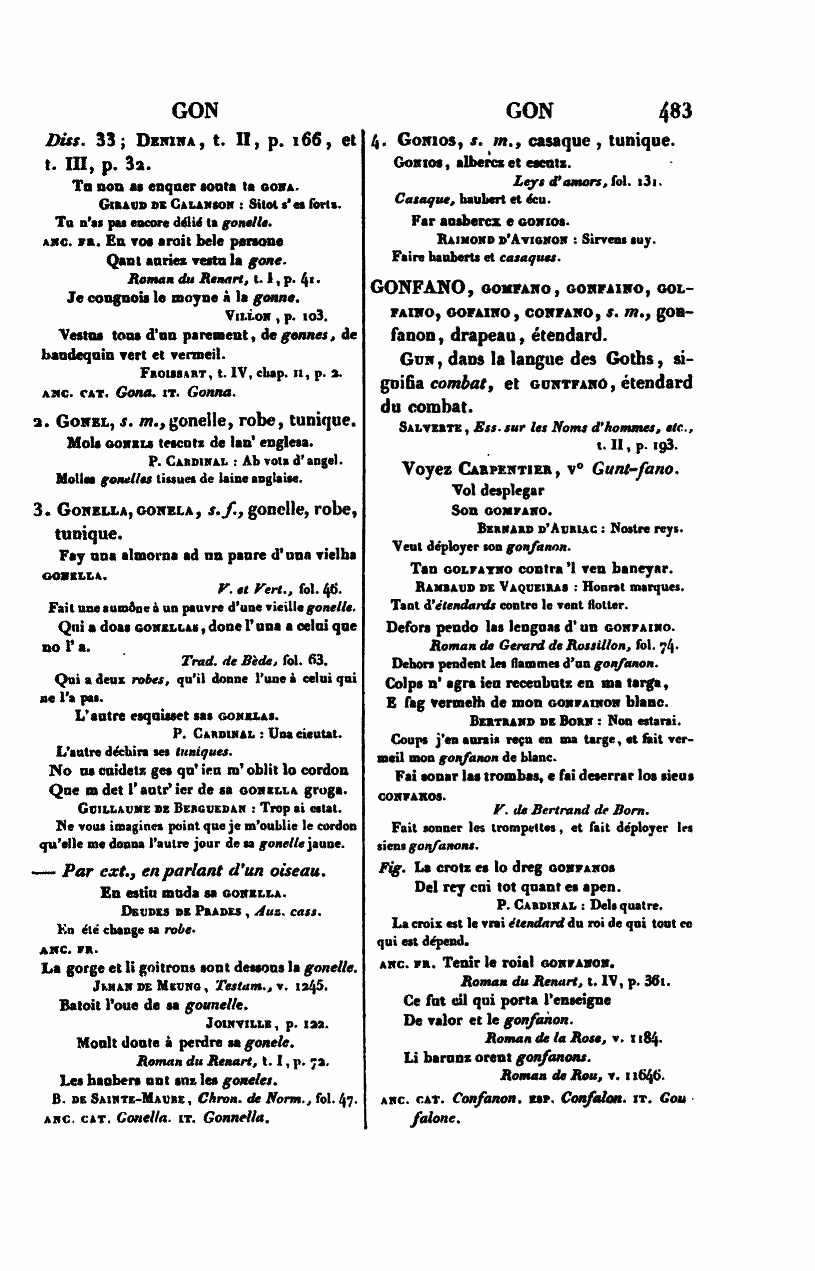 GON
GON 483
Diss. 33; DENINA, t. II, p. 166, et
t. III, p. 32.
Tu non as enquer souta ta GONA.
GIRAUD DE CALANSON : Sitot s'es fortz.
Tu n'as pas encore délié ta gonelle.
ANC. FR. En vos aroit bele persone
Qant auriez vestu la gone.
Roman du Renart, t. I, p. 41.
Je congnois le moyne à la gonne.
VILLON, p. 103.
Vestus tous d'un parement, de gonnes, de
baudequin vert et vermeil.
FROISSART, t. IV, chap. II, p. 2.
ANC. CAT. Gona. IT. Gonna.
2. GONEL, s. m., gonelle, robe, tunique.
Mols GONELS tescutz de lan' englesa.
P. CARDINAL : Ab votz d'angel.
Molles gonelles tissues de laine anglaise.
3. GONELLA, GONELA, s. f., gonelle, robe,
tunique.
Fay una almorna ad un paure d'una vielha
GONELLA.
V. et Vert., fol. 46.
Fait une aumône à un pauvre d'une vieille gonelle.
Qui a doas GONELLAS, done l'una a celui que
no l'a.
Trad. de Bède, fol. 63.
Qui a deux robes, qu'il donne l'une à celui qui
ne l'a pas.
L'autre esquisset sas GONELAS.
P. CARDINAL : Una cieutat.
L'autre déchira ses tuniques.
No us cuidetz ges qu'ieu m'oblit lo cordon
Que m det l'autr'ier de sa GONELLA groga.
GUILLAUME DE BERGUEDAN : Trop ai estat.
Ne vous imaginez point que je m'oublie le cordon
qu'elle me donna l'autre jour de sa gonelle jaune.
— Par ext., en parlant d'un oiseau.
En estiu muda sa GONELLA.
DEUDES DE PRADES, Auz. cass.
En été change sa robe.
ANC. FR.
La gorge et li goitrons sont dessous la gonelle.
JEHAN DE MEUNG, Testam., v. 1245.
Batoit l'oue de sa gounelle.
JOINVILLE, p. 122.
Moult doute à perdre sa gonele.
Roman du Renart, t. I, p. 72.
Les haubers unt suz les goneles.
B. DE SAINTE-MAURE, Chron. de Norm., fol. 47.
ANC. CAT. Gonella. IT. Gonnella.
4. GONIOS, s. m., casaque, tunique.
GONIOS, albercx et escutz.
Leys d'amors, fol. 131.
Casaque, haubert et écu.
Far ausbercx e GONIOS.
RAIMOND D'AVIGNON : Sirvens suy.
Faire hauberts et casaques.
GONFANO, GOMFANO, GONFAINO, GOL-
FAINO, GOFAINO, CONFANO, s. m., gon-
fanon, drapeau, étendard.
GUN, dans la langue des Goths, si-
gnifia combat, et GUNTFANO, étendard
du combat.
SALVERTE, Ess. sur les Noms d'hommes, etc.,
t. II, p. 193.
Voyez CARPENTIER, v° Gunt-fano.
Vol desplegar
Son GOMFANO.
BERNARD D'AURIAC : Nostre reys.
Veut déployer son gonfanon.
Tan GOLFAYNO contra'l ven baneyar.
RAMBAUD DE VAQUEIRAS : Honrat marques.
Tant d'étendards contre le vent flotter.
Defors pendo las lenguas d'un GONFAINO.
Roman de Gerard de Rossillon, fol. 74.
Dehors pendent les flammes d'un gonfanon.
Colps n'agra ieu receubutz en ma targa,
E fag vermelh de mon GONFAINON blanc.
BERTRAND DE BORN : Non estarai.
Coups j'en aurais reçu en ma targe, et fait ver-
meil mon gonfanon de blanc.
Fai sonar las trombas, e fai deserrar los sieus
CONFANOS.
V. de Bertrand de Born.
Fait sonner les trompettes, et fait déployer les
siens gonfanons.
Fig. La crotz es lo dreg GONFANOS
Del rey cui tot quant es apen.
P. CARDINAL : Dels quatre.
La croix est le vrai étendard du roi de qui tout ce
qui est dépend.
ANC. FR. Tenir le roial GONFANON.
Roman du Renart, t. IV, p. 361.
Ce fut cil qui porta l'enseigne
De valor et le gonfanon.
Roman de la Rose, v. 1184.
Li barunz orent gonfanons.
Roman de Rou, v. 11646.
ANC. CAT. Confanon. ESP. Confalon. IT. Gon-
falone.